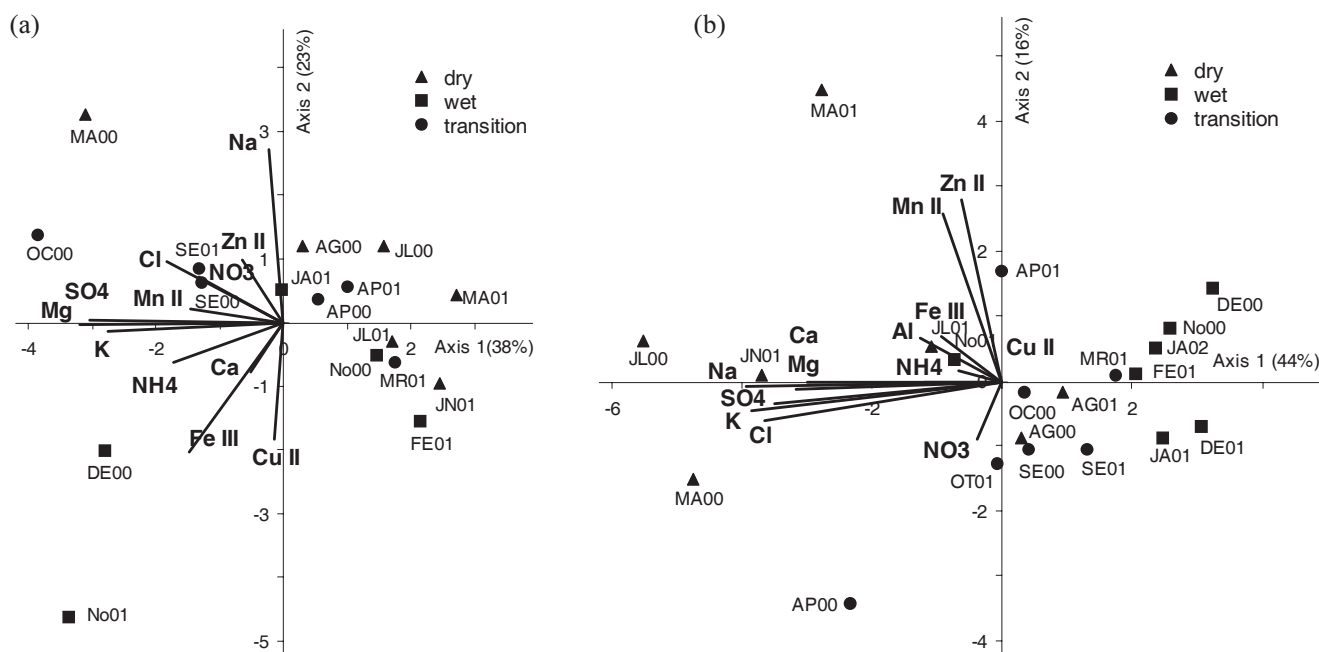 (a)
Axis 2 (23%)
dry
wet
transition
MA00
3
Na
OC00
SE01
Zn II
AG00
JL00
Cl
1
NO3
JA01
SO4
SE00
AP01
MA01
Mg
Mn II
AP00
-4
-2
0
2
JL01
Axis 1(38%)
K
NH4
Ca
No00
MR01
-1
JN01
Fe III
FE01
Cu II
DE00
-3
No01
-5
(b)
Axis 2 (16%)
dry
wet
transition
MA01
4
Zn II
Mn II
2
AP01
DE00
Fe III
Ca
Al
JL01
No01
Cu II
No00
JA02
JL00
JN01
Mg
NH4
MR01
Axis 1 (44%)
FE01
Na
0
-6
-2
2
SO4
K
Cl
OC00
AG01
AG00
NO3
DE01
JA01
MA00
OT01
SE00
SE01
-2
AP00
-4